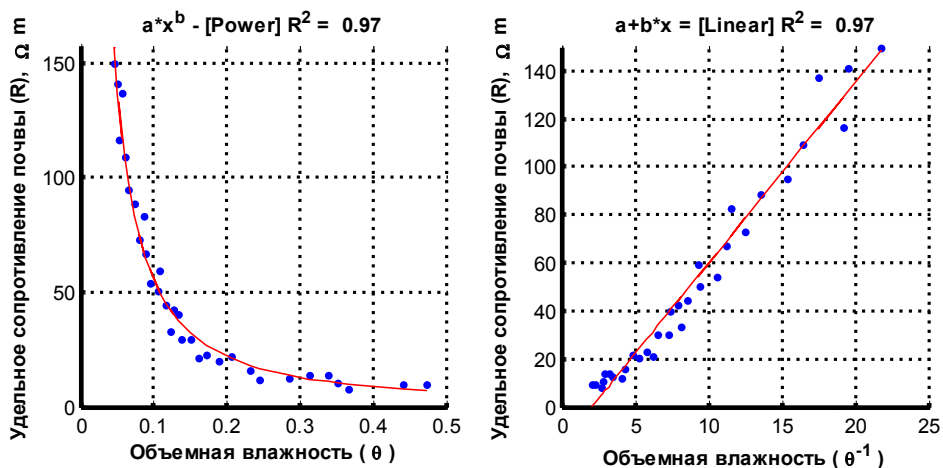 a*x^b - [Power] R² = 0.97
Удельное сопротивление почвы (R), Ω m
150
100
50
0
0 0.1 0.2 0.3 0.4 0.5
Объемная влажность ( θ )
a+b*x = [Linear] R² = 0.97
Удельное сопротивление почвы (R), Ω m
140
120
100
80
60
40
20
0
0 5 10 15 20 25
Объемная влажность ( θ⁻¹ )